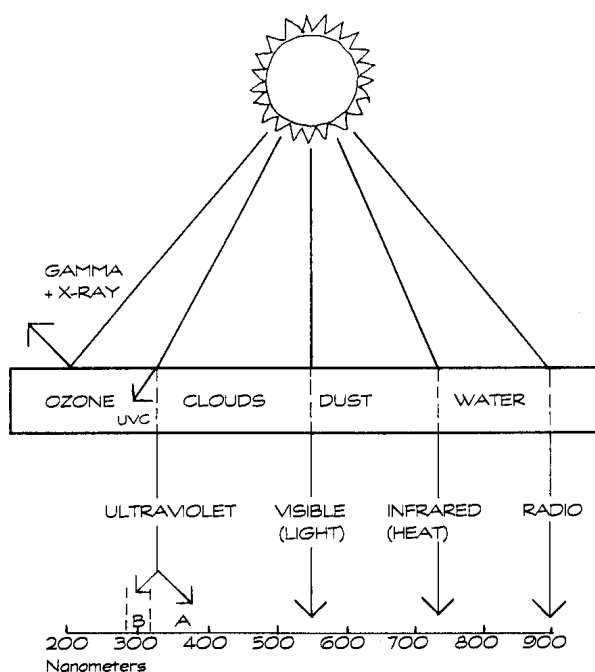 GAMMA
+ X-RAY
OZONE CLOUDS DUST WATER
UVC
ULTRAVIOLET VISIBLE INFRARED RADIO
(LIGHT) (HEAT)
B A
200 300 400 500 600 700 800 900
Nanometers